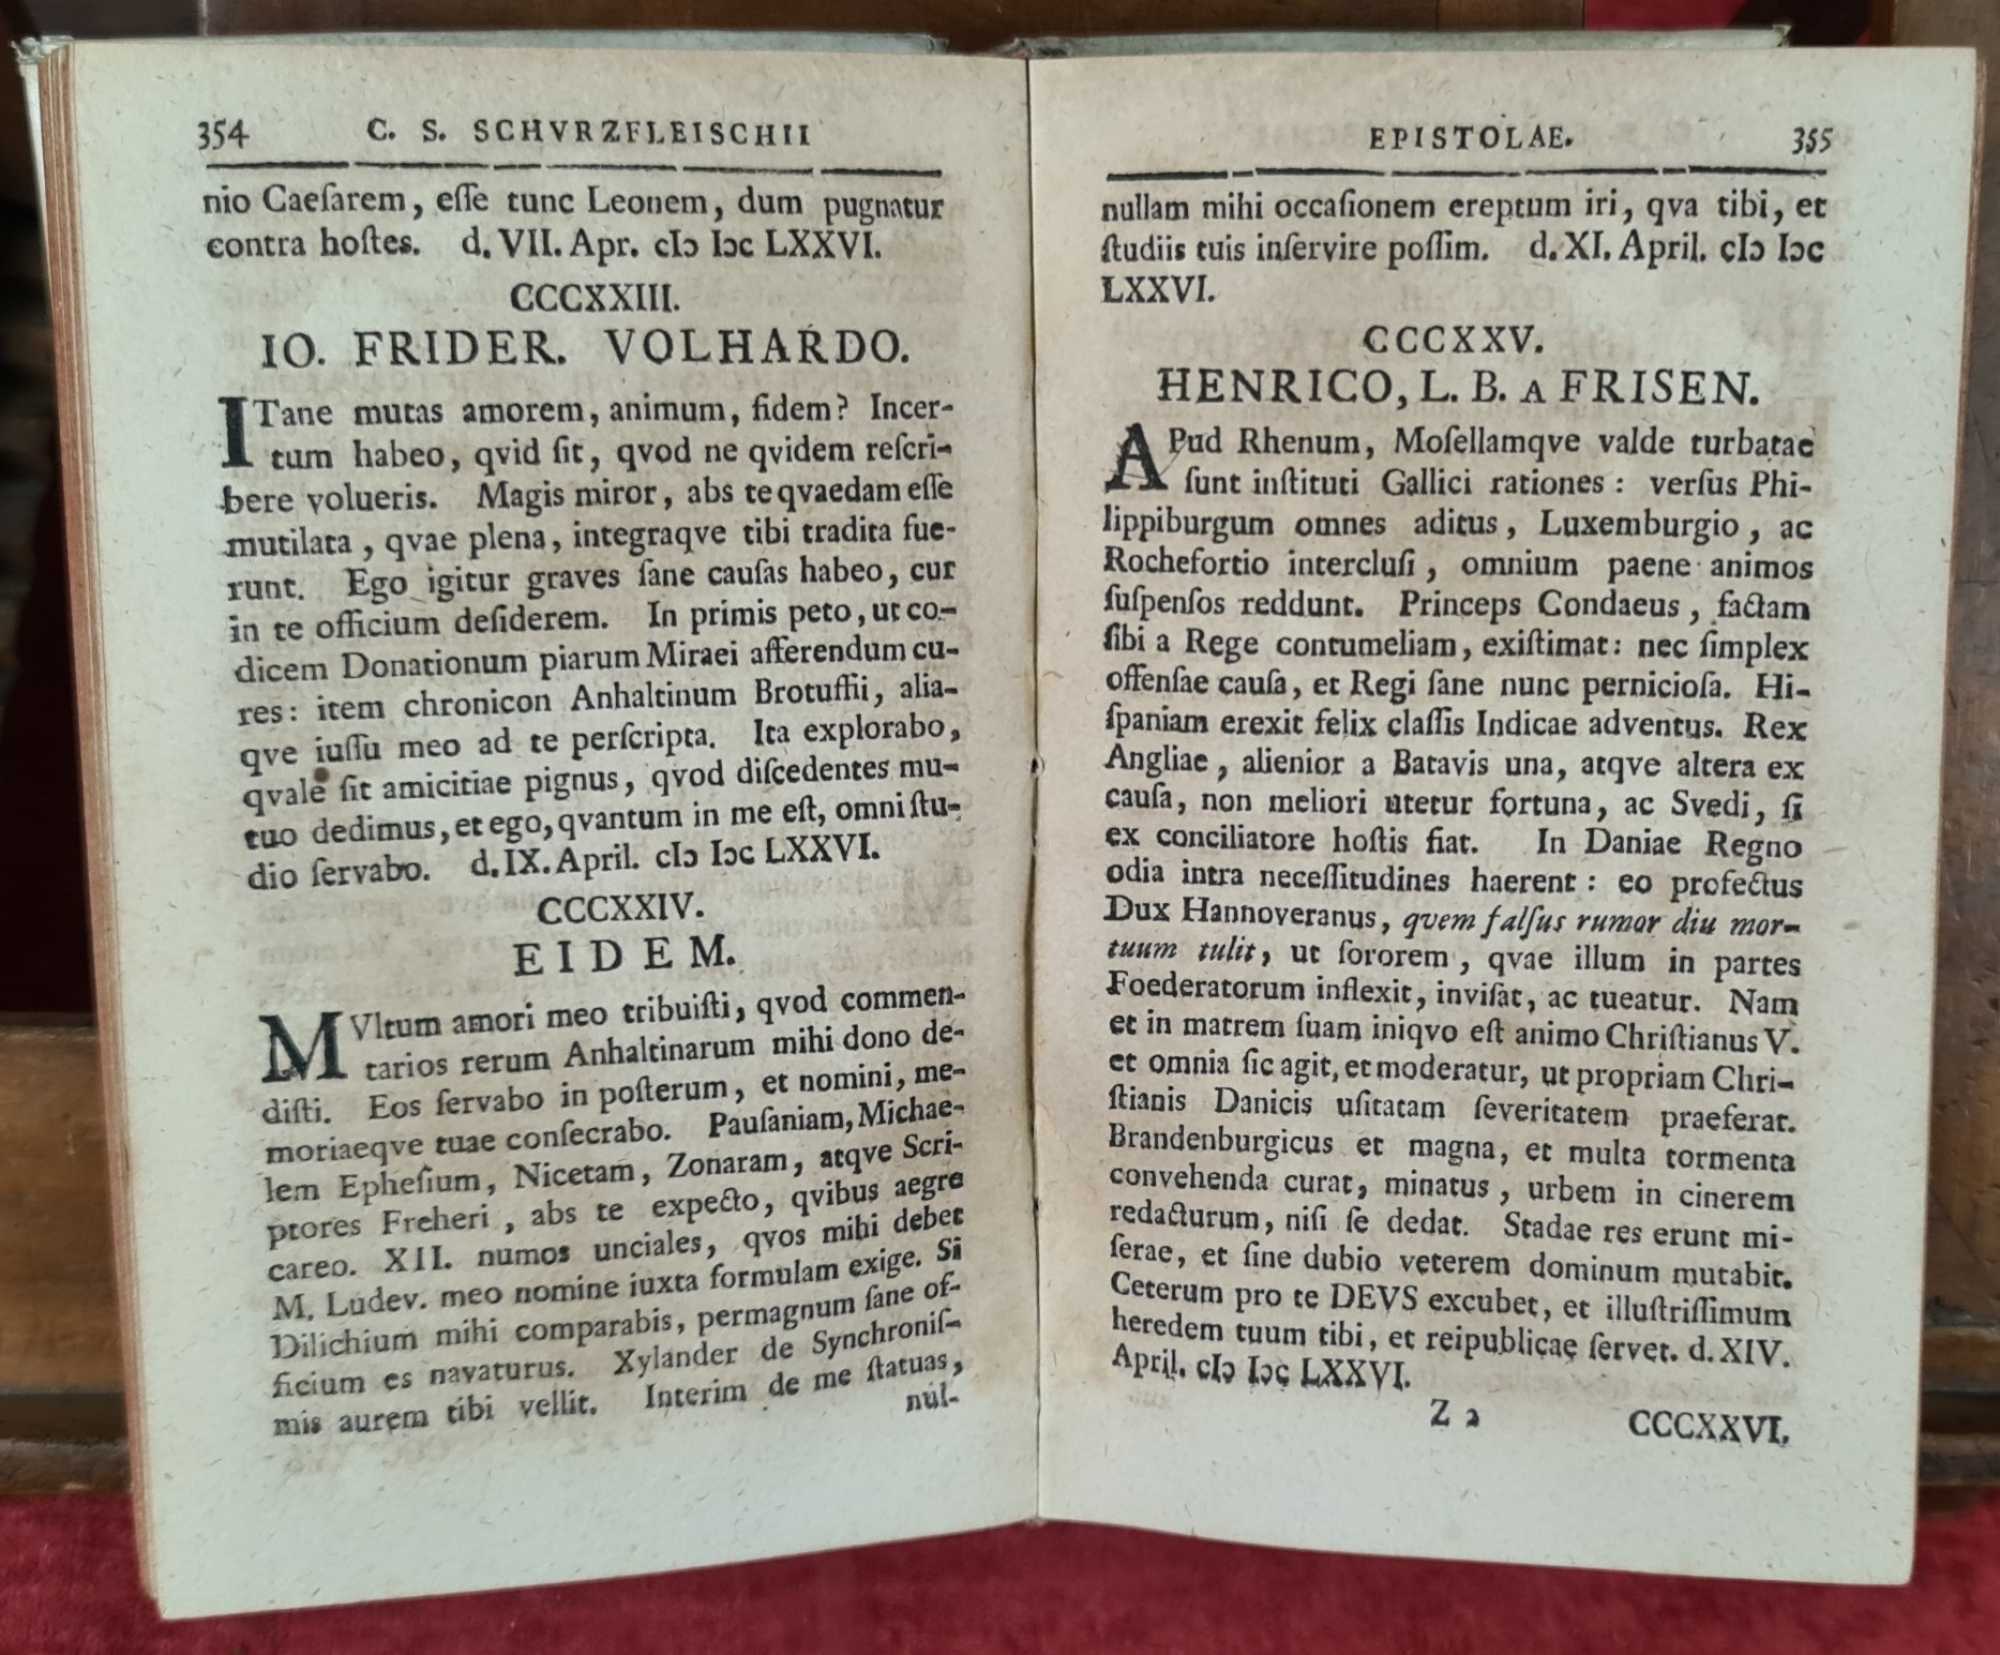 354 C. S. SCHVRZFLEISCHII
nio Caeſarem, eſſe tunc Leonem, dum pugnatur
contra hoſtes. d. VII. Apr. cIↄ Iↄc LXXVI.
CCCXXIII.
IO. FRIDER. VOLHARDO.
ITane mutas amorem, animum, fidem? Incer-
tum habeo, qvid ſit, qvod ne qvidem reſcri-
bere volueris. Magis miror, abs te qvaedam eſſe
mutilata, qvae plena, integraqve tibi tradita fue-
runt. Ego igitur graves ſane cauſas habeo, cur
in te officium deſiderem. In primis peto, ut co-
dicem Donationum piarum Miraei afferendum cu-
res: item chronicon Anhaltinum Brotuffii, alia-
qve iuſſu meo ad te perſcripta. Ita explorabo,
qvale ſit amicitiae pignus, qvod diſcedentes mu-
tuo dedimus, et ego, qvantum in me eſt, omni ſtu-
dio ſervabo. d. IX. April. cIↄ Iↄc LXXVI.
CCCXXIV.
EIDEM.
MVltum amori meo tribuiſti, qvod commen-
tarios rerum Anhaltinarum mihi dono de-
diſti. Eos ſervabo in poſterum, et nomini, me-
moriaeqve tuae conſecrabo. Pauſaniam, Michae-
lem Epheſium, Nicetam, Zonaram, atqve Scri-
ptores Freheri, abs te expecto, qvibus aegre
careo. XII. numos unciales, qvos mihi debet
M. Ludev. meo nomine iuxta formulam exige. Si
Dilichium mihi comparabis, permagnum ſane of-
ficium es navaturus. Xylander de Synchroniſ-
mis aurem tibi vellit. Interim de me ſtatuas,
nul-
EPISTOLAE. 355
nullam mihi occaſionem ereptum iri, qva tibi, et
ſtudiis tuis inſervire poſſim. d. XI. April. cIↄ Iↄc
LXXVI.
CCCXXV.
HENRICO, L. B. A FRISEN.
APud Rhenum, Moſellamqve valde turbatae
ſunt inſtituti Gallici rationes: verſus Phi-
lippiburgum omnes aditus, Luxemburgio, ac
Rochefortio intercluſi, omnium paene animos
ſuſpenſos reddunt. Princeps Condaeus, factam
ſibi a Rege contumeliam, exiſtimat: nec ſimplex
offenſae cauſa, et Regi ſane nunc pernicioſa. Hi-
ſpaniam erexit felix claſſis Indicae adventus. Rex
Angliae, alienior a Batavis una, atqve altera ex
cauſa, non meliori utetur fortuna, ac Svedi, ſi
ex conciliatore hoſtis fiat. In Daniae Regno
odia intra neceſſitudines haerent: eo profectus
Dux Hannoveranus, qvem falſus rumor diu mor-
tuum tulit, ut ſororem, qvae illum in partes
Foederatorum inflexit, inviſat, ac tueatur. Nam
et in matrem ſuam iniqvo eſt animo Chriſtianus V.
et omnia ſic agit, et moderatur, ut propriam Chri-
ſtianis Danicis uſitatam ſeveritatem praeferat.
Brandenburgicus et magna, et multa tormenta
convehenda curat, minatus, urbem in cinerem
redacturum, niſi ſe dedat. Stadae res erunt mi-
ſerae, et ſine dubio veterem dominum mutabit.
Ceterum pro te DEVS excubet, et illuſtriſſimum
heredem tuum tibi, et reipublicae ſervet. d. XIV.
April. cIↄ Iↄc LXXVI.
Z 2 CCCXXVI.